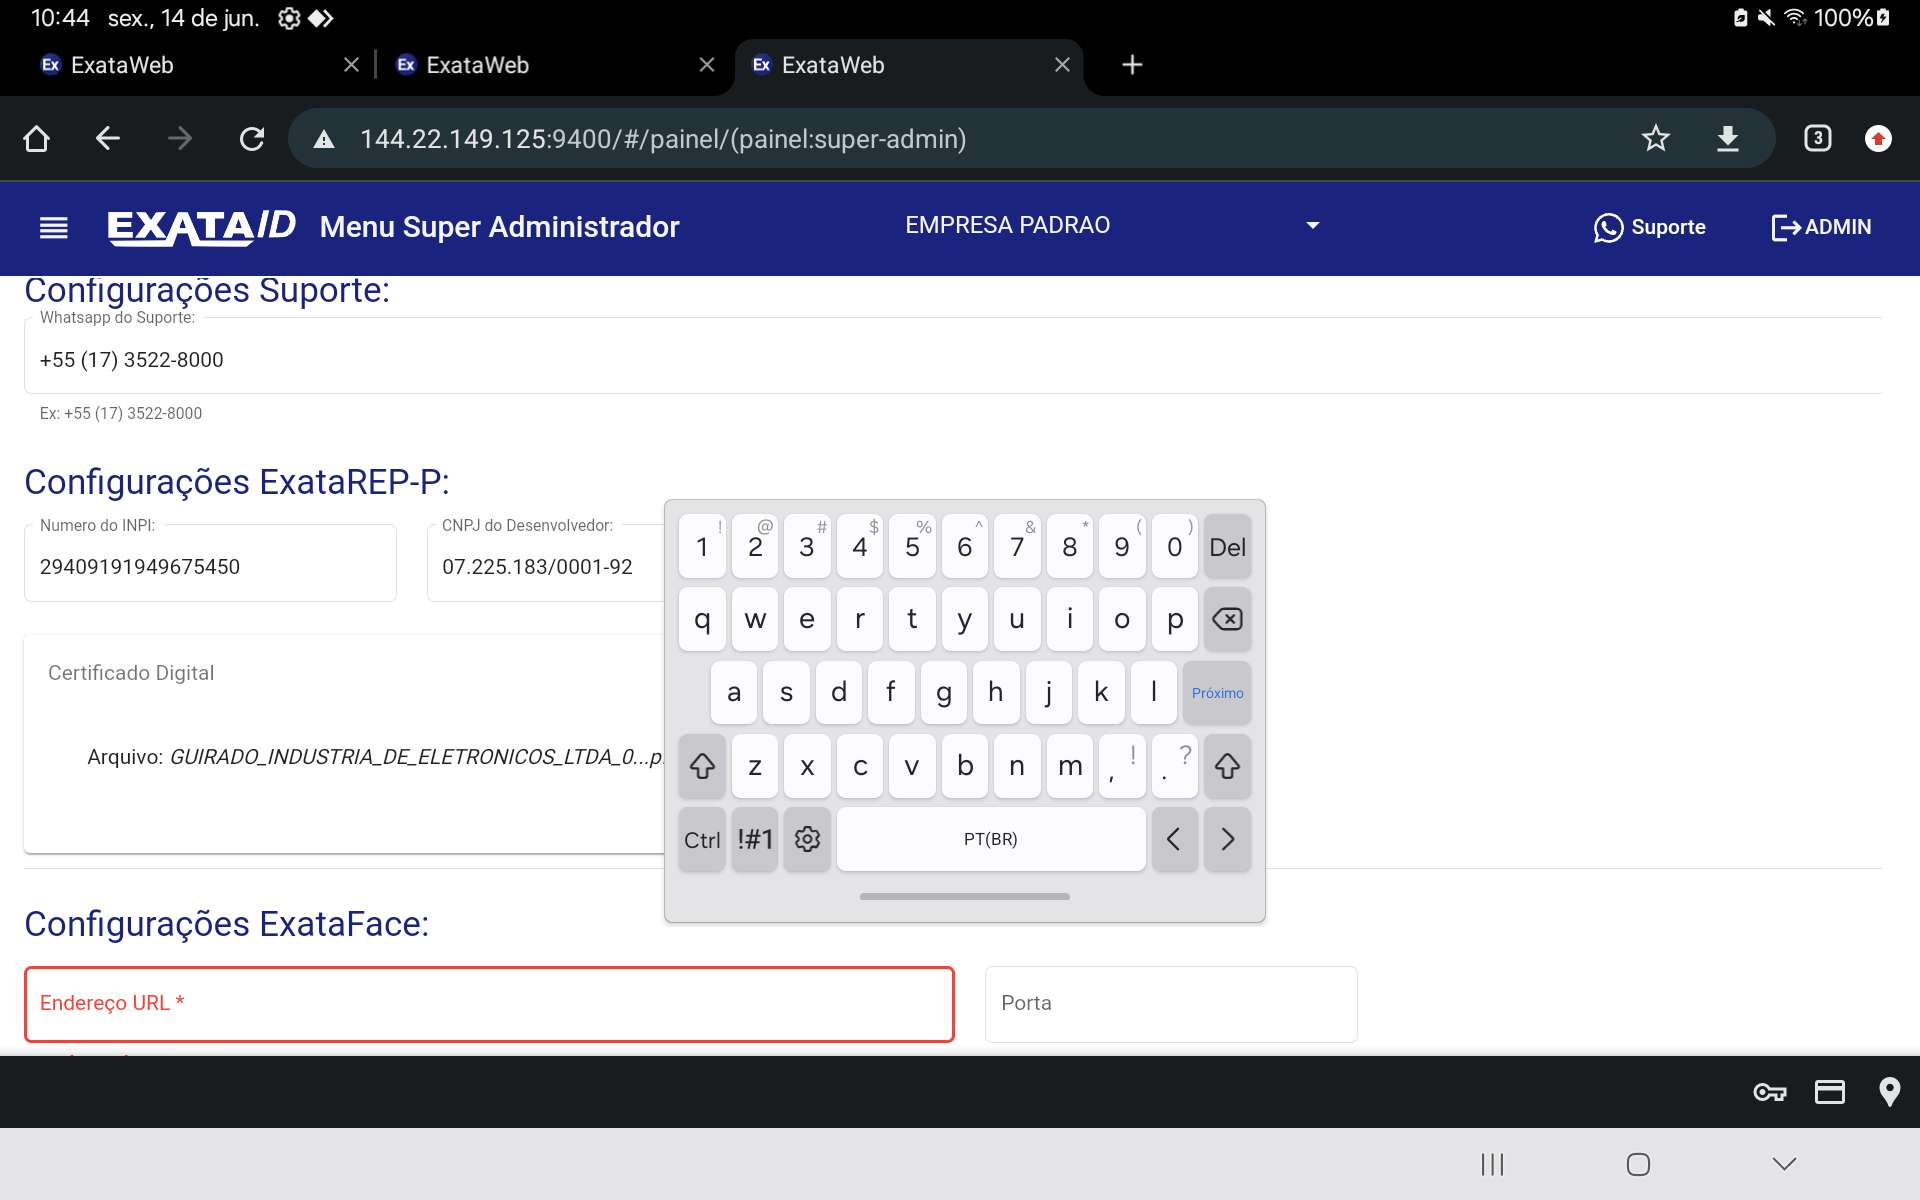 10:44 sex., 14 de jun. 100%
Ex ExataWeb
Ex ExataWeb
Ex ExataWeb
144.22.149.125:9400/#/painel/(painel:super-admin)
3
EXATAID Menu Super Administrador EMPRESA PADRAO Suporte ADMIN
Configurações Suporte:
Whatsapp do Suporte:
+55 (17) 3522-8000
Ex: +55 (17) 3522-8000
Configurações ExataREP-P:
Numero do INPI: CNPJ do Desenvolvedor:
29409191949675450 07.225.183/0001-92
Certificado Digital
Arquivo: GUIRADO_INDUSTRIA_DE_ELETRONICOS_LTDA_0...p
! @ # $ % ^ & * ( )
1 2 3 4 5 6 7 8 9 0 Del
q w e r t y u i o p
a s d f g h j k l Próximo
z x c v b n m , ! . ?
Ctrl !#1 PT(BR) < >
Configurações ExataFace:
Endereço URL * Porta